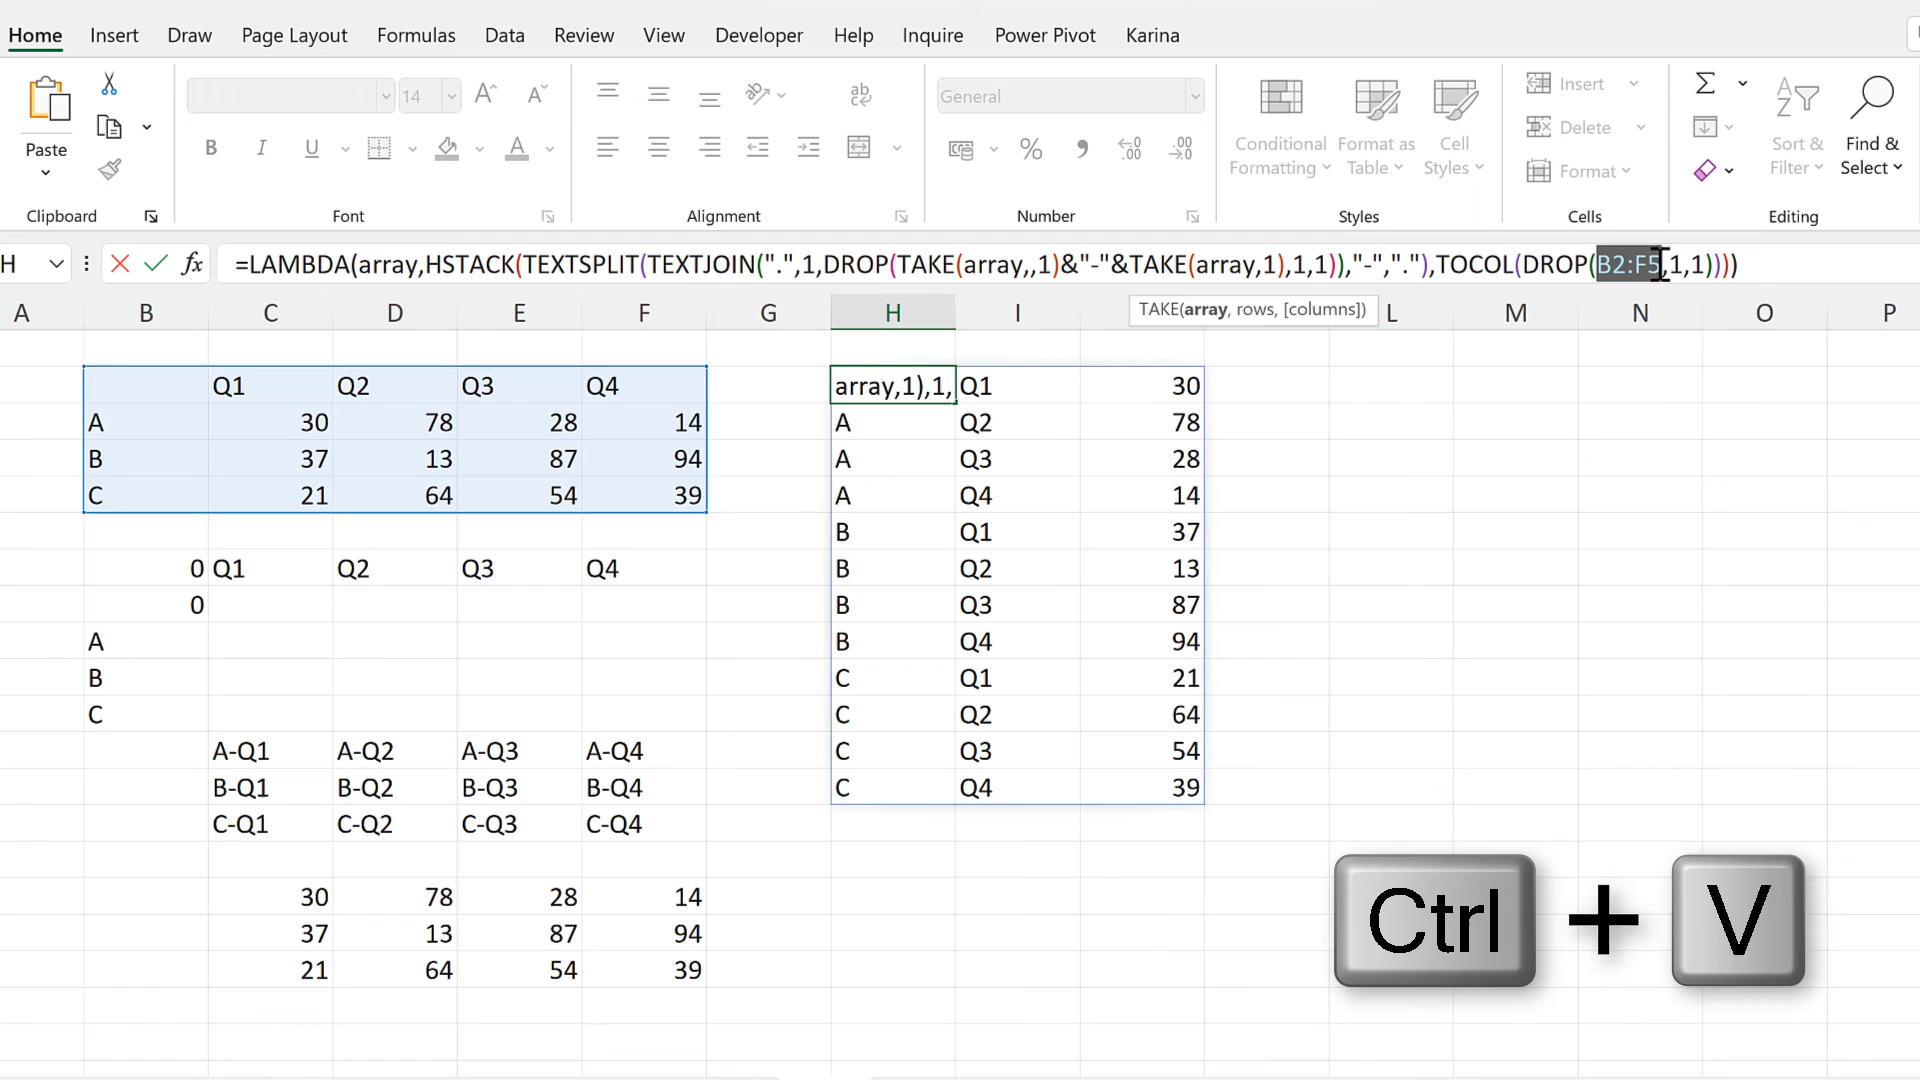 Home Insert Draw Page Layout Formulas Data Review View Developer Help Inquire Power Pivot Karina
Paste
14
General
ab
Conditional Formatting
Format as Table
Cell Styles
Insert
Delete
Format
Sort & Filter
Find & Select
Clipboard Font Alignment Number Styles Cells Editing
H fx =LAMBDA(array,HSTACK(TEXTSPLIT(TEXTJOIN(".",1,DROP(TAKE(array,,1)&"-"&TAKE(array,1),1,1)),"-","."),TOCOL(DROP(B2:F5,1,1))))
TAKE(array, rows, [columns])
A B C D E F G H I L M N O P
Q1 Q2 Q3 Q4 array,1),1, Q1 30
A 30 78 28 14 A Q2 78
B 37 13 87 94 A Q3 28
C 21 64 54 39 A Q4 14
B Q1 37
0 Q1 Q2 Q3 Q4 B Q2 13
0 B Q3 87
A B Q4 94
B C Q1 21
C C Q2 64
A-Q1 A-Q2 A-Q3 A-Q4 C Q3 54
B-Q1 B-Q2 B-Q3 B-Q4 C Q4 39
C-Q1 C-Q2 C-Q3 C-Q4
30 78 28 14
37 13 87 94
21 64 54 39
Ctrl + V